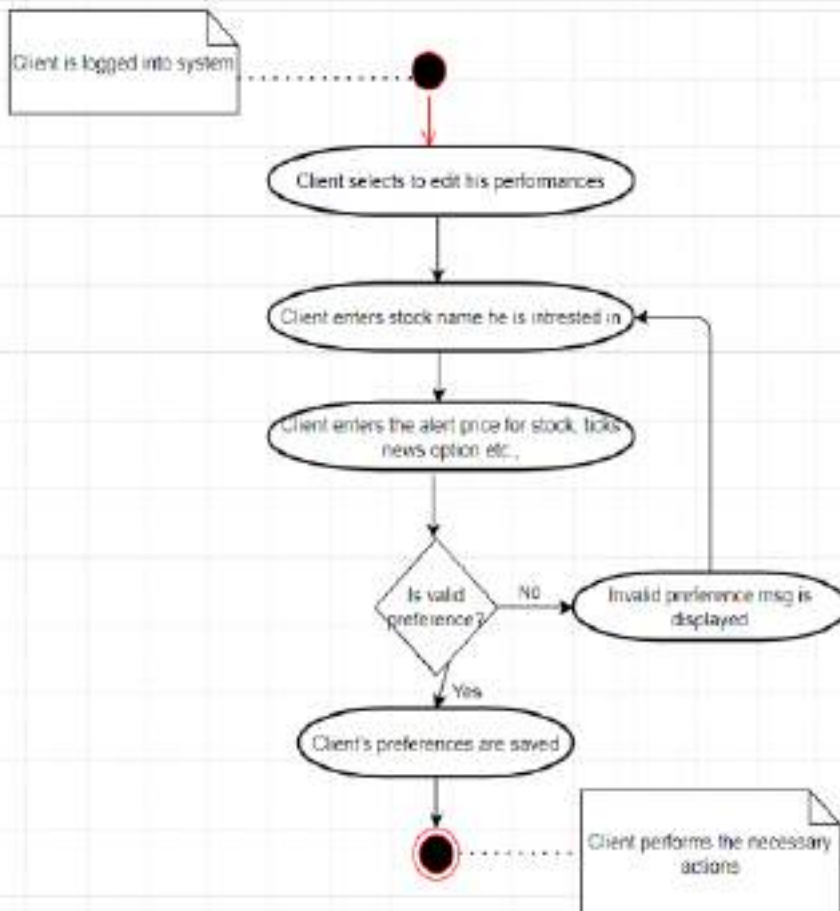 Client is logged into system
Client selects to edit his performances
Client enters stock name he is intrested in
Client enters the alert price for stock, ticks
news option etc.,
Is valid
preference?
No
Invalid preference msg is
displayed
Yes
Client's preferences are saved
Client performs the necessary
actions